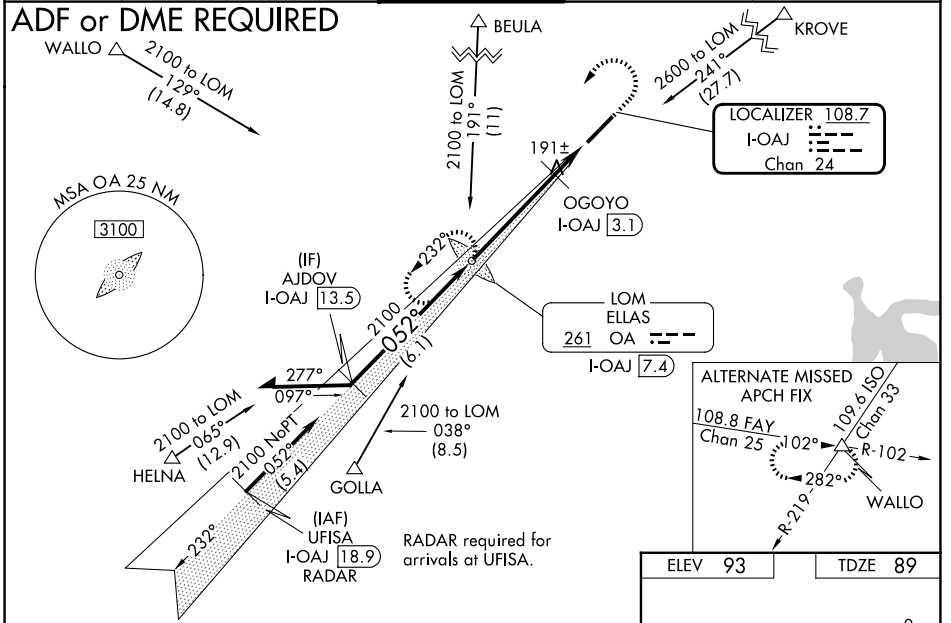 ADF or DME REQUIRED
WALLO
2100 to LOM
129°
(14.8)
BEULA
2100 to LOM
191°
(11)
KROVE
2600 to LOM
241°
(27.7)
LOCALIZER 108.7
I-OAJ
Chan 24
191±
OGOYO
I-OAJ 3.1
MSA OA 25 NM
3100
(IF)
AJDOV
I-OAJ 13.5
232°
2100
052°
(6.1)
LOM
ELLAS
261 OA
I-OAJ 7.4
277°
097°
2100 to LOM
065°
(12.9)
HELNA
2100 NoPT
052°
(5.4)
2100 to LOM
038°
(8.5)
GOLLA
232°
(IAF)
UFISA
I-OAJ 18.9
RADAR
RADAR required for
arrivals at UFISA.
ALTERNATE MISSED
APCH FIX
108.8 FAY
Chan 25
102°
109.6 ISO
Chan 33
R-102
282°
WALLO
R-219
ELEV 93
TDZE 89